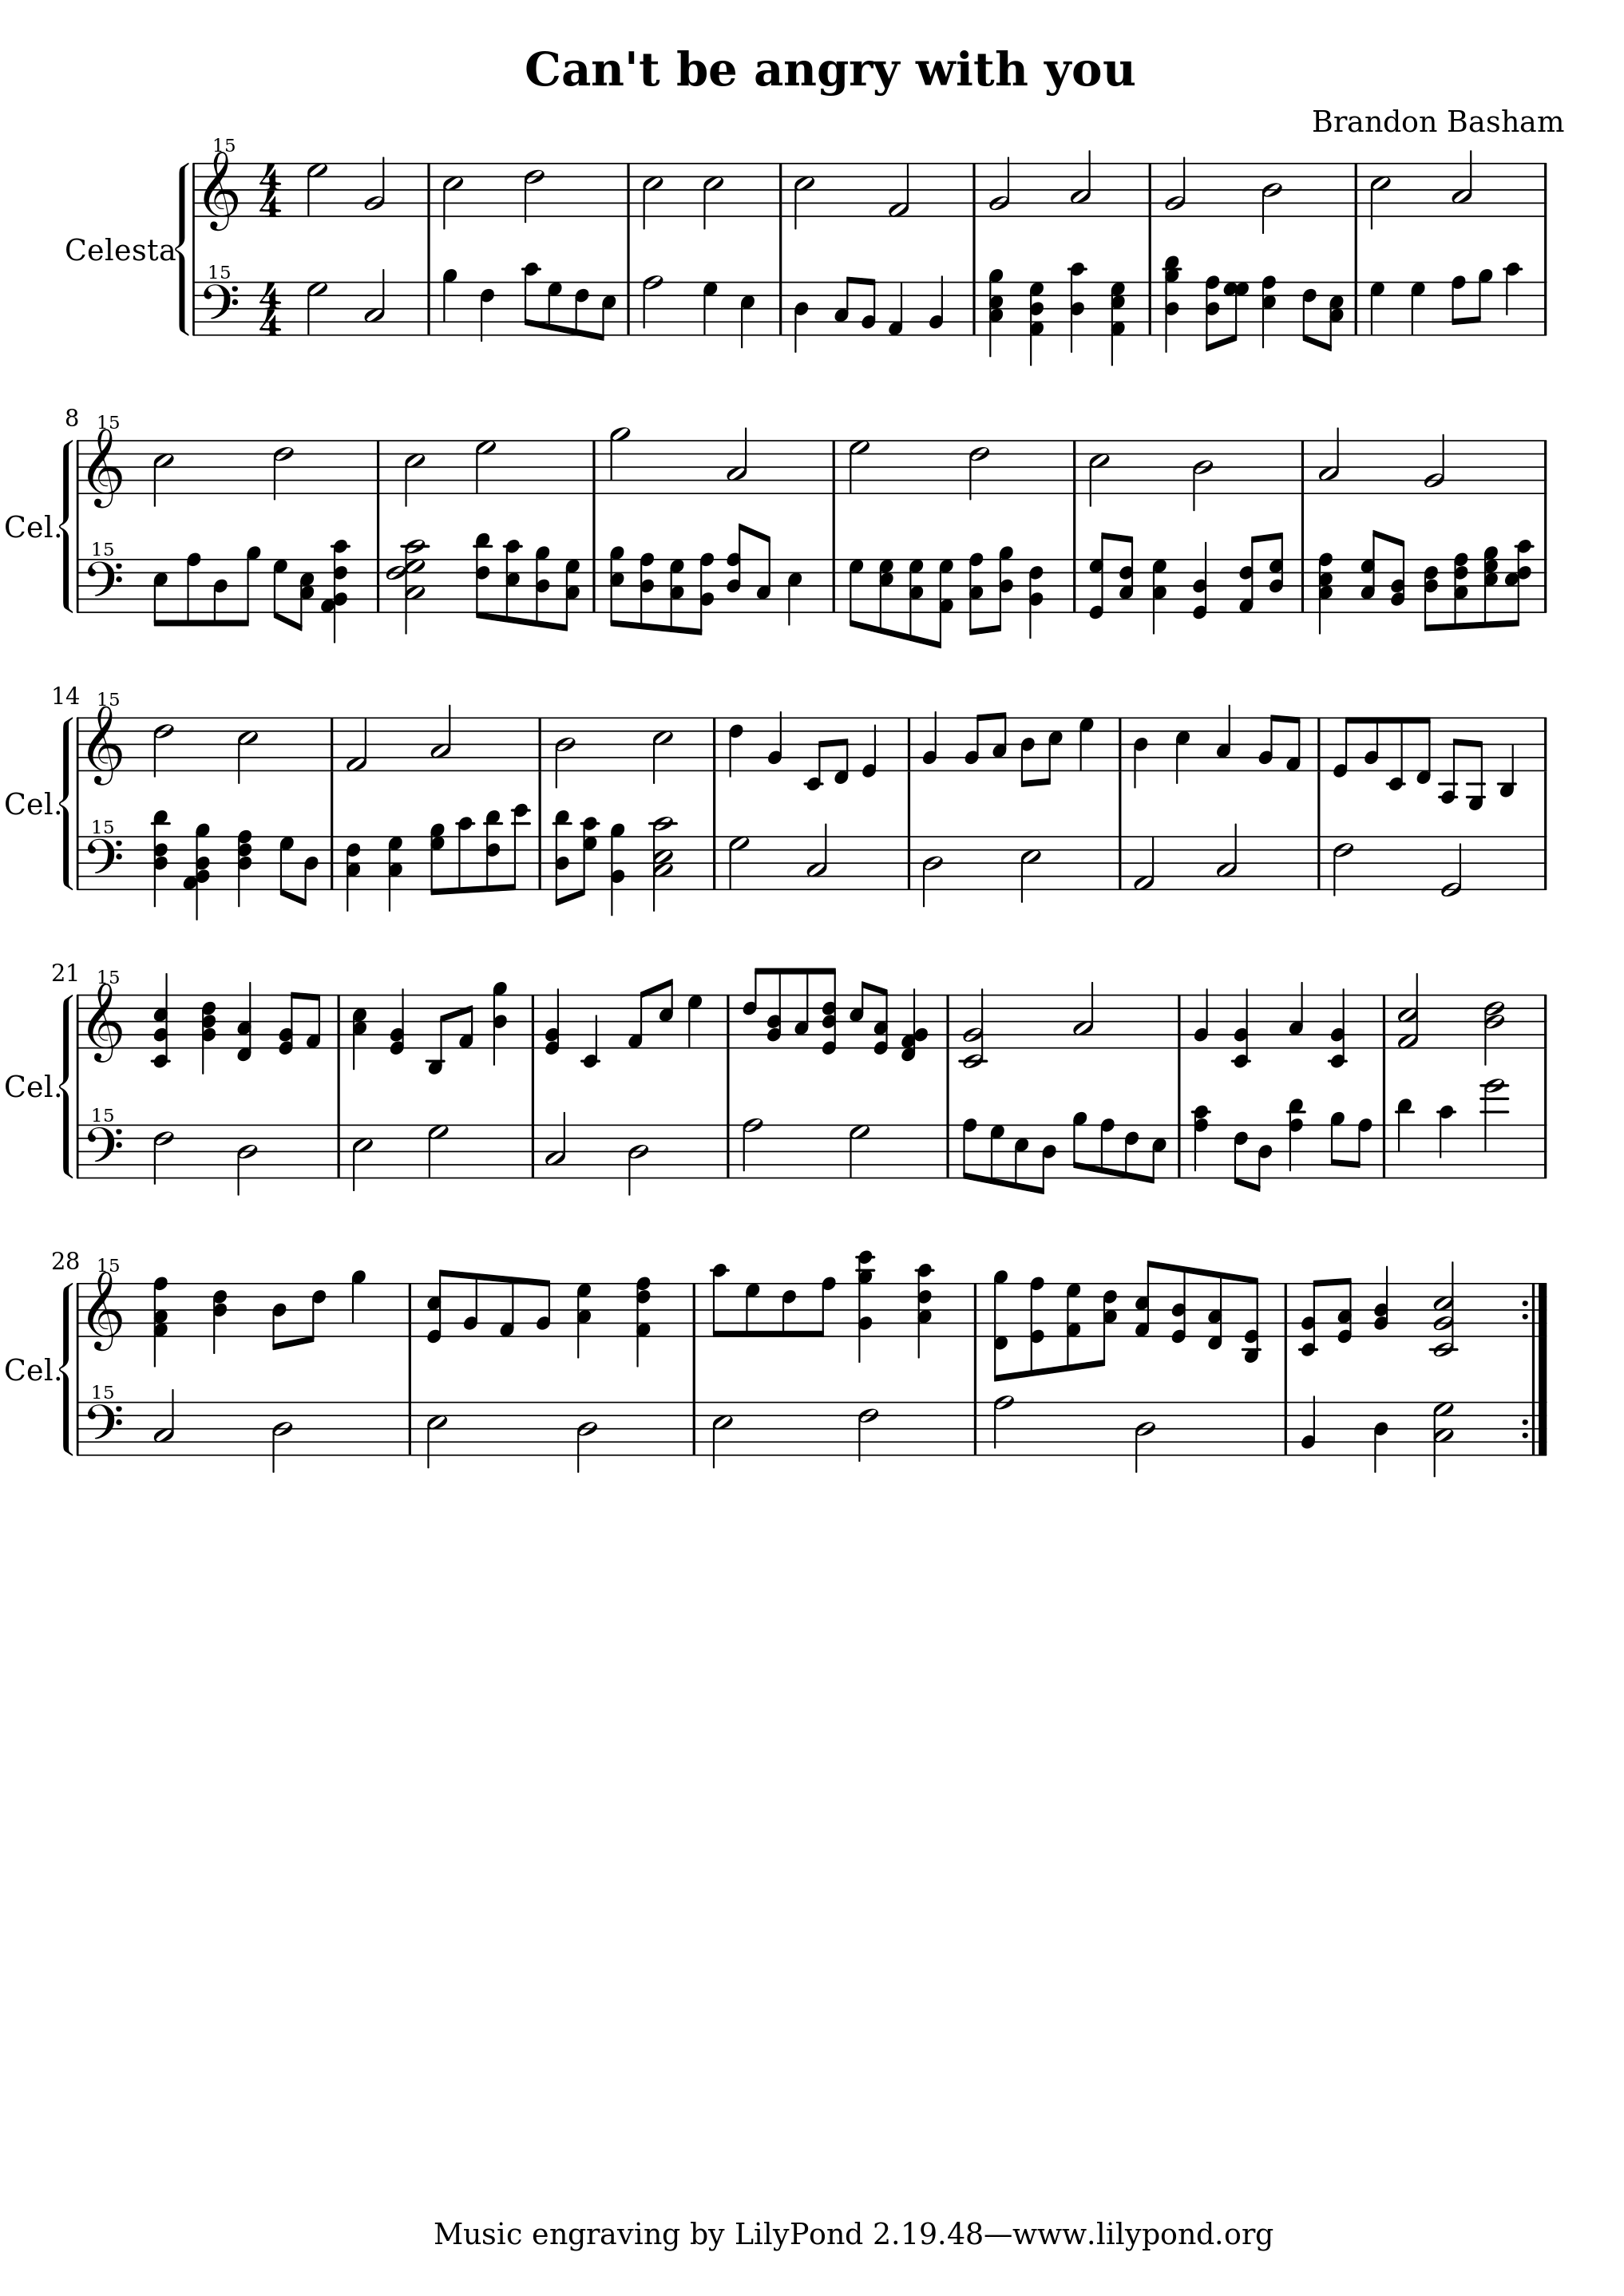 Can't be angry with you
Brandon Basham
15
Celesta
15
8
15
Cel.
15
14
15
Cel.
15
21
15
Cel.
15
28
15
Cel.
15
Music engraving by LilyPond 2.19.48—www.lilypond.org